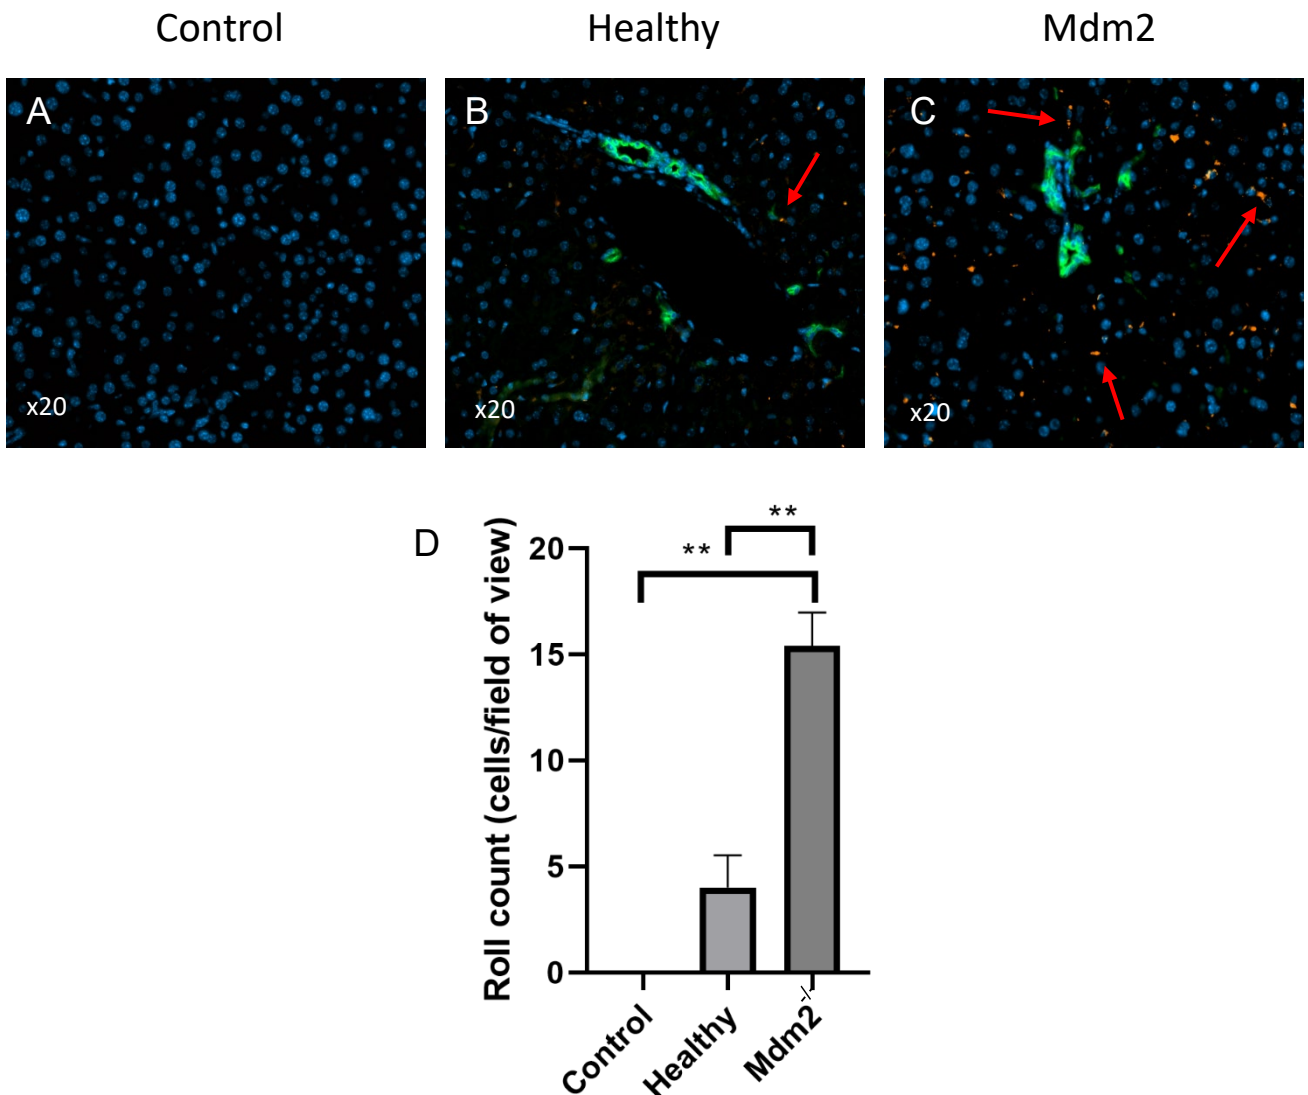 Control Healthy Mdm2
A B C
x20 x20 x20
D
**
**
Roll count (cells/field of view)
20
15
10
5
0
Control Healthy Mdm2-/-